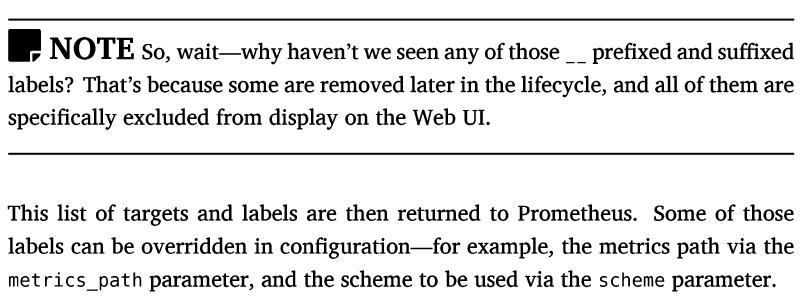 NOTE So, wait—why haven’t we seen any of those __ prefixed and suffixed
labels? That’s because some are removed later in the lifecycle, and all of them are
specifically excluded from display on the Web UI.
This list of targets and labels are then returned to Prometheus. Some of those
labels can be overridden in configuration—for example, the metrics path via the
metrics_path parameter, and the scheme to be used via the scheme parameter.